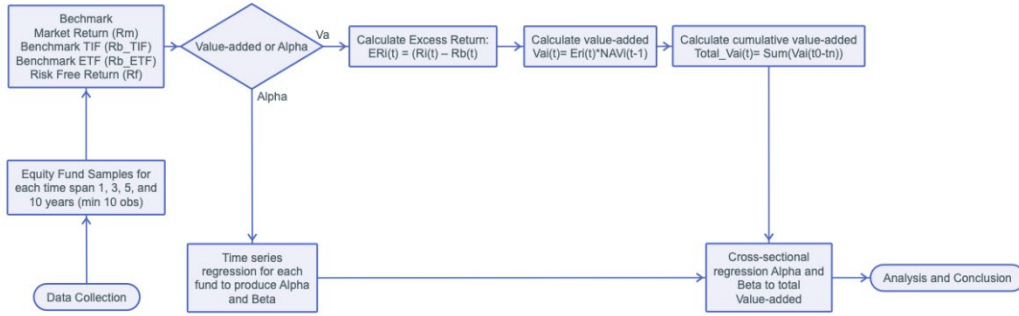 Bechmark
Market Return (Rm)
Benchmark TIF (Rb_TIF)
Benchmark ETF (Rb_ETF)
Risk Free Return (Rf)
Value-added or Alpha
Va
Calculate Excess Return:
ERi(t) = (Ri(t) – Rb(t)
Calculate value-added
Vai(t)= Eri(t)*NAVi(t-1)
Calculate cumulative value-added
Total_Vai(t)= Sum(Vai(t0-tn))
Alpha
Equity Fund Samples for
each time span 1, 3, 5, and
10 years (min 10 obs)
Data Collection
Time series
regression for each
fund to produce Alpha
and Beta
Cross-sectional
regression Alpha and
Beta to total
Value-added
Analysis and Conclusion